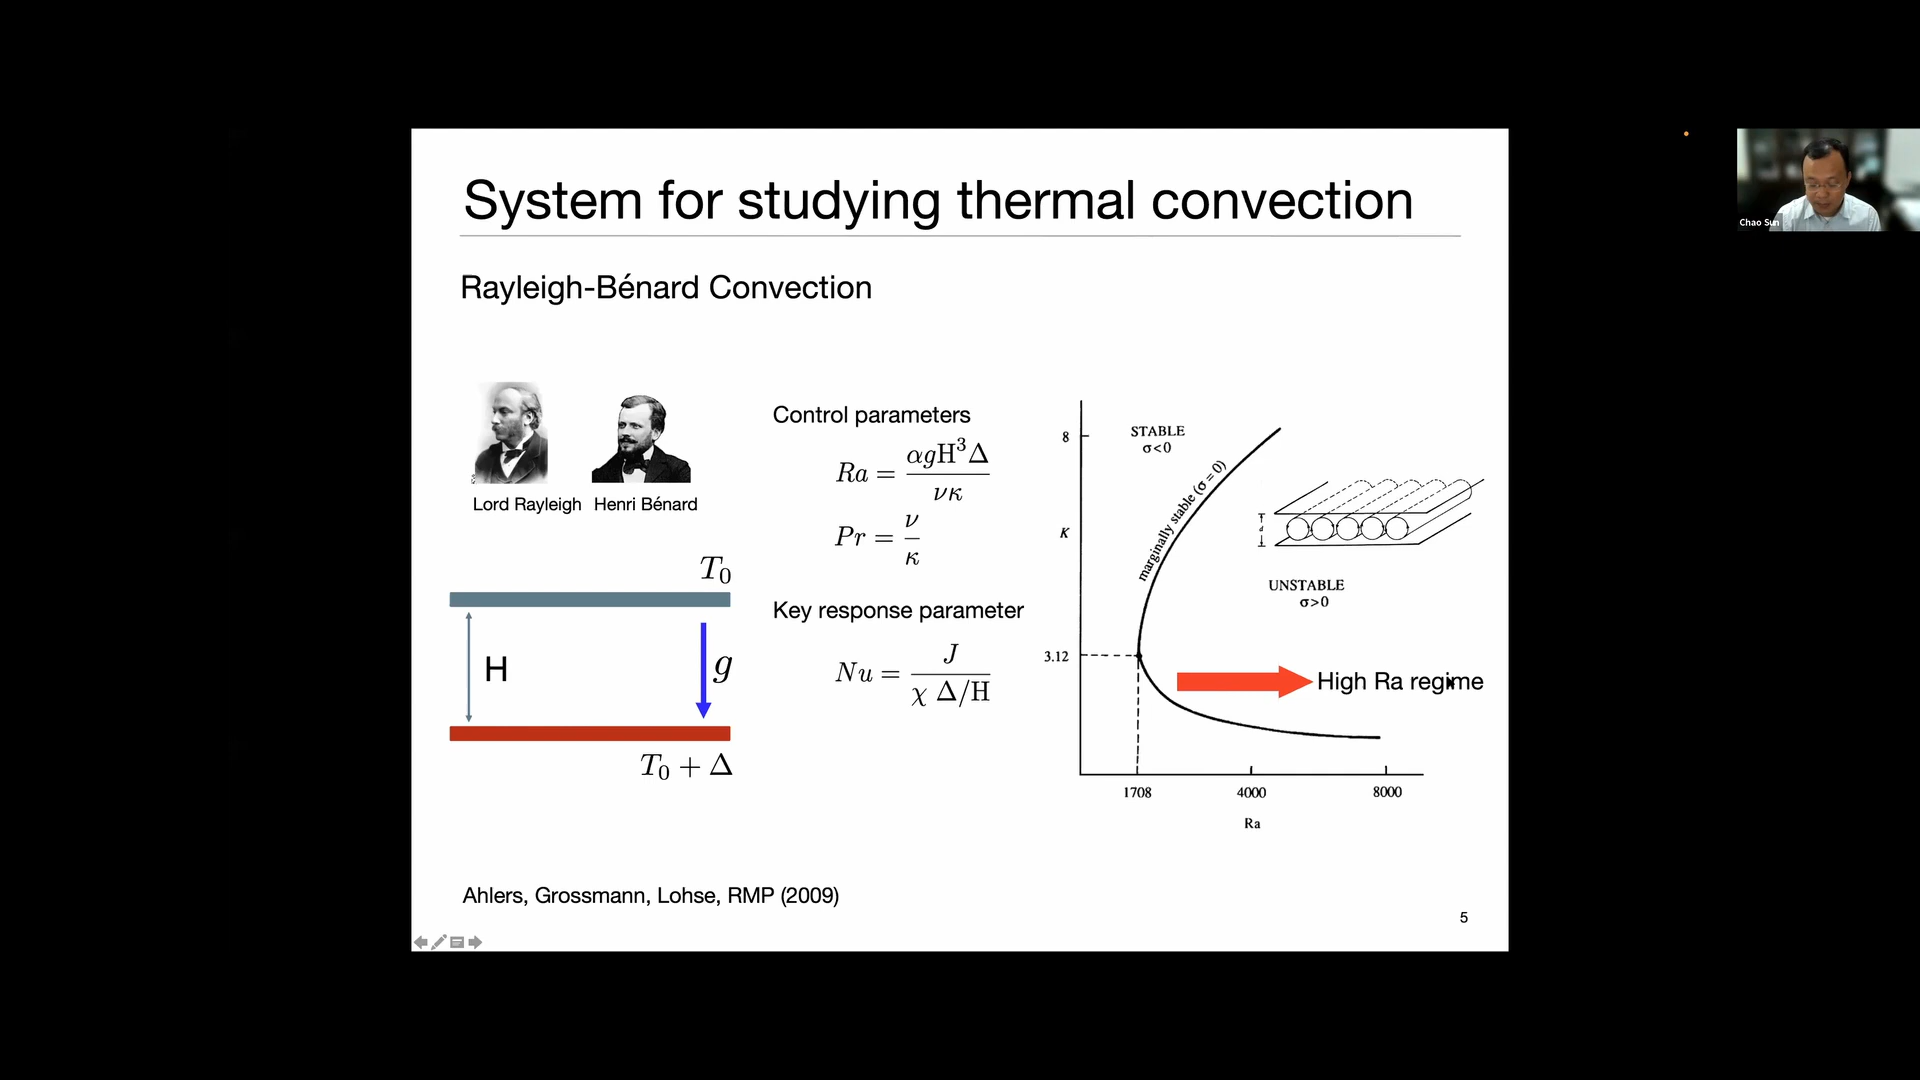 System for studying thermal convection
Chao Sun
Rayleigh-Bénard Convection
Lord Rayleigh
Henri Bénard
T₀
H
g
T₀ + Δ
Control parameters
Ra = αgH³Δ / νκ
Pr = ν / κ
Key response parameter
Nu = J / χ Δ/H
8
K
3.12
STABLE
σ<0
marginally stable (σ = 0)
d
UNSTABLE
σ>0
High Ra regime
1708
4000
8000
Ra
Ahlers, Grossmann, Lohse, RMP (2009)
5